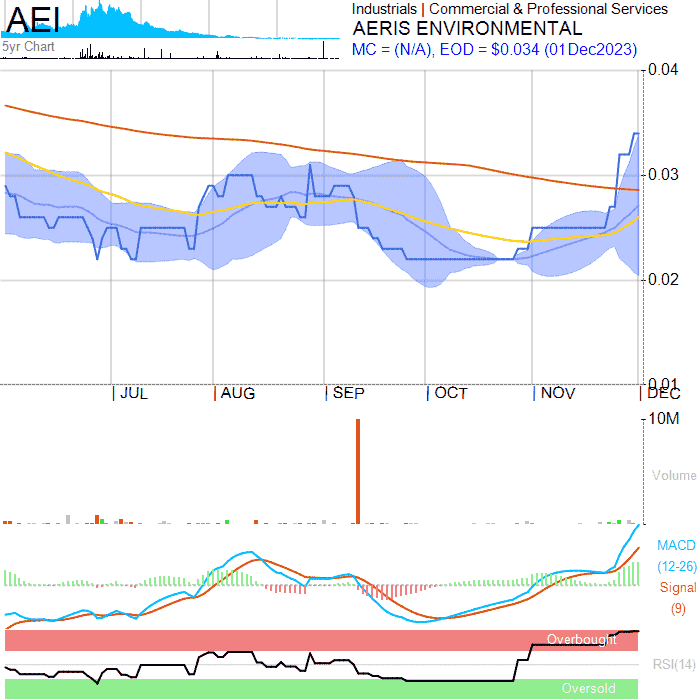 AEI
5yr Chart
Industrials | Commercial & Professional Services
AERIS ENVIRONMENTAL
MC = (N/A), EOD = $0.034 (01Dec2023)
0.04
0.03
0.02
0.01
JUL
AUG
SEP
OCT
NOV
DEC
10M
Volume
MACD
(12-26)
Signal
(9)
Overbought
RSI(14)
Oversold